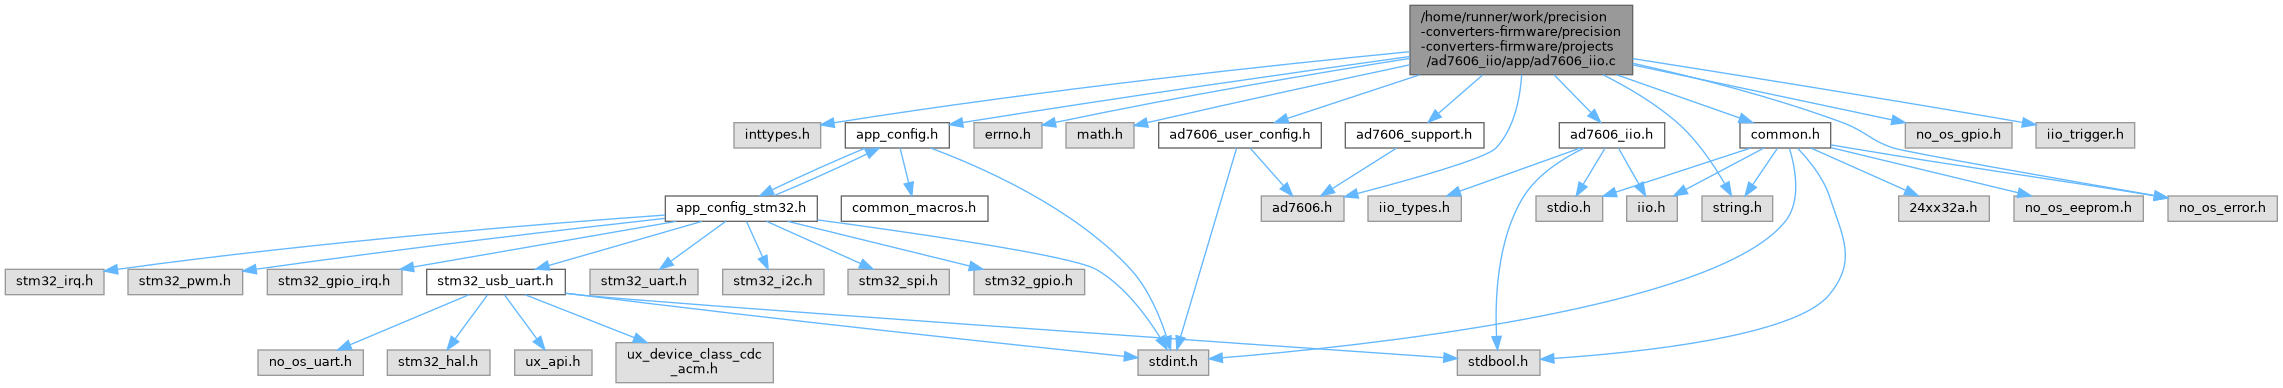 /home/runner/work/precision
-converters-firmware/precision
-converters-firmware/projects
/ad7606_iio/app/ad7606_iio.c
inttypes.h
app_config.h
errno.h
math.h
ad7606_user_config.h
ad7606_support.h
ad7606_iio.h
common.h
no_os_gpio.h
iio_trigger.h
app_config_stm32.h
common_macros.h
ad7606.h
iio_types.h
stdio.h
iio.h
string.h
24xx32a.h
no_os_eeprom.h
no_os_error.h
stm32_irq.h
stm32_pwm.h
stm32_gpio_irq.h
stm32_usb_uart.h
stm32_uart.h
stm32_i2c.h
stm32_spi.h
stm32_gpio.h
no_os_uart.h
stm32_hal.h
ux_api.h
ux_device_class_cdc
_acm.h
stdint.h
stdbool.h